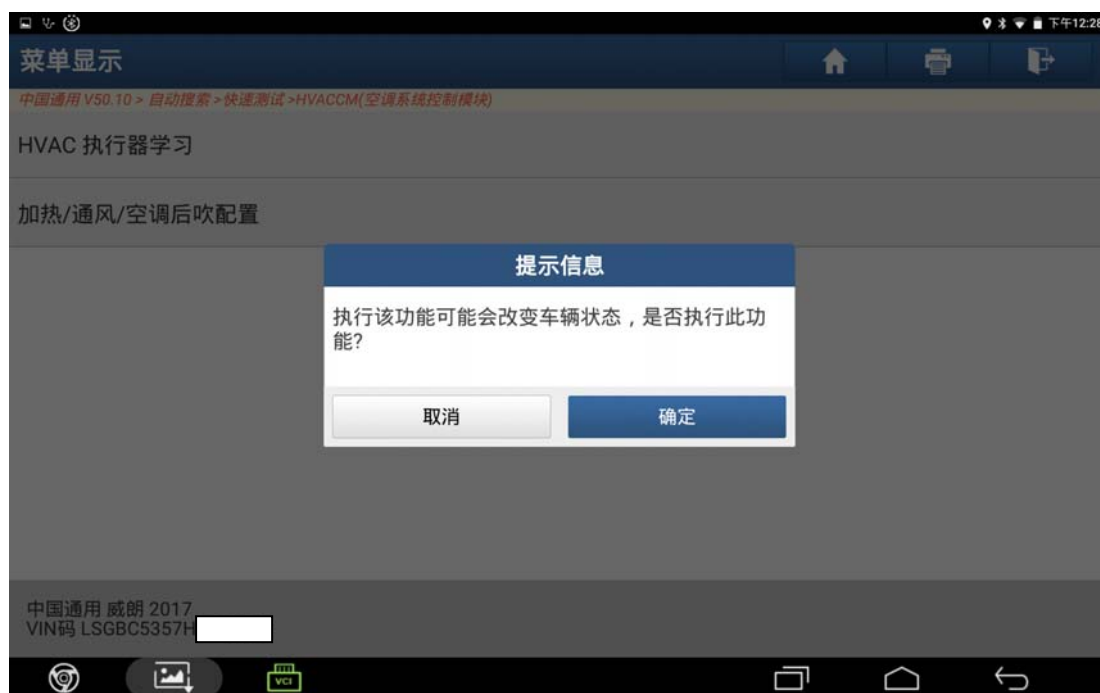 下午12:28
菜单显示
中国通用 V50.10 > 自动搜索 > 快速测试 >HVACCM(空调系统控制模块)
HVAC 执行器学习
加热/通风/空调后吹配置
提示信息
执行该功能可能会改变车辆状态，是否执行此功
能?
取消
确定
中国通用 威朗 2017
VIN码 LSGBC5357H
VCI